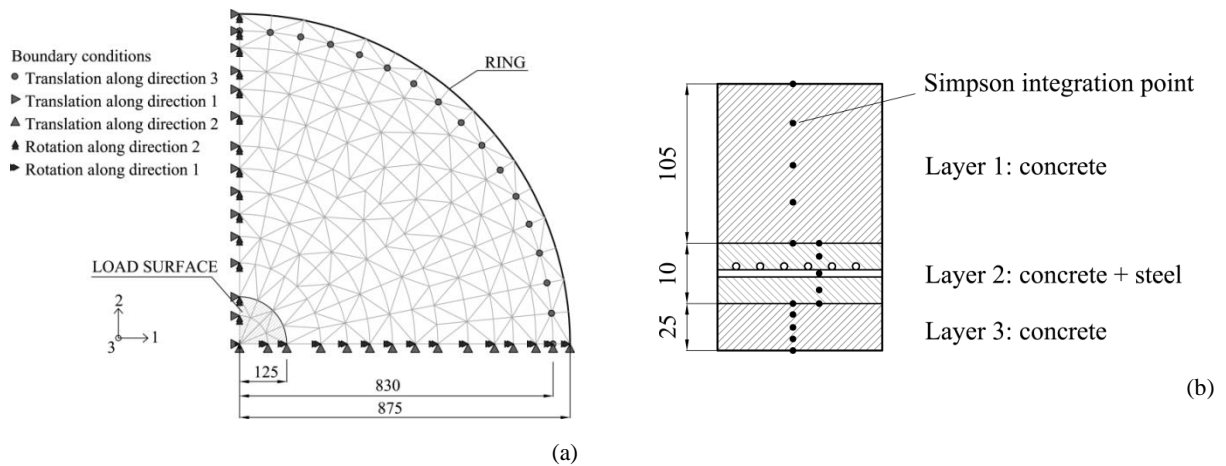 Boundary conditions
Translation along direction 3
Translation along direction 1
Translation along direction 2
Rotation along direction 2
Rotation along direction 1
RING
LOAD SURFACE
2
3
1
125
830
875
(a)
Simpson integration point
105
Layer 1: concrete
10
Layer 2: concrete + steel
25
Layer 3: concrete
(b)